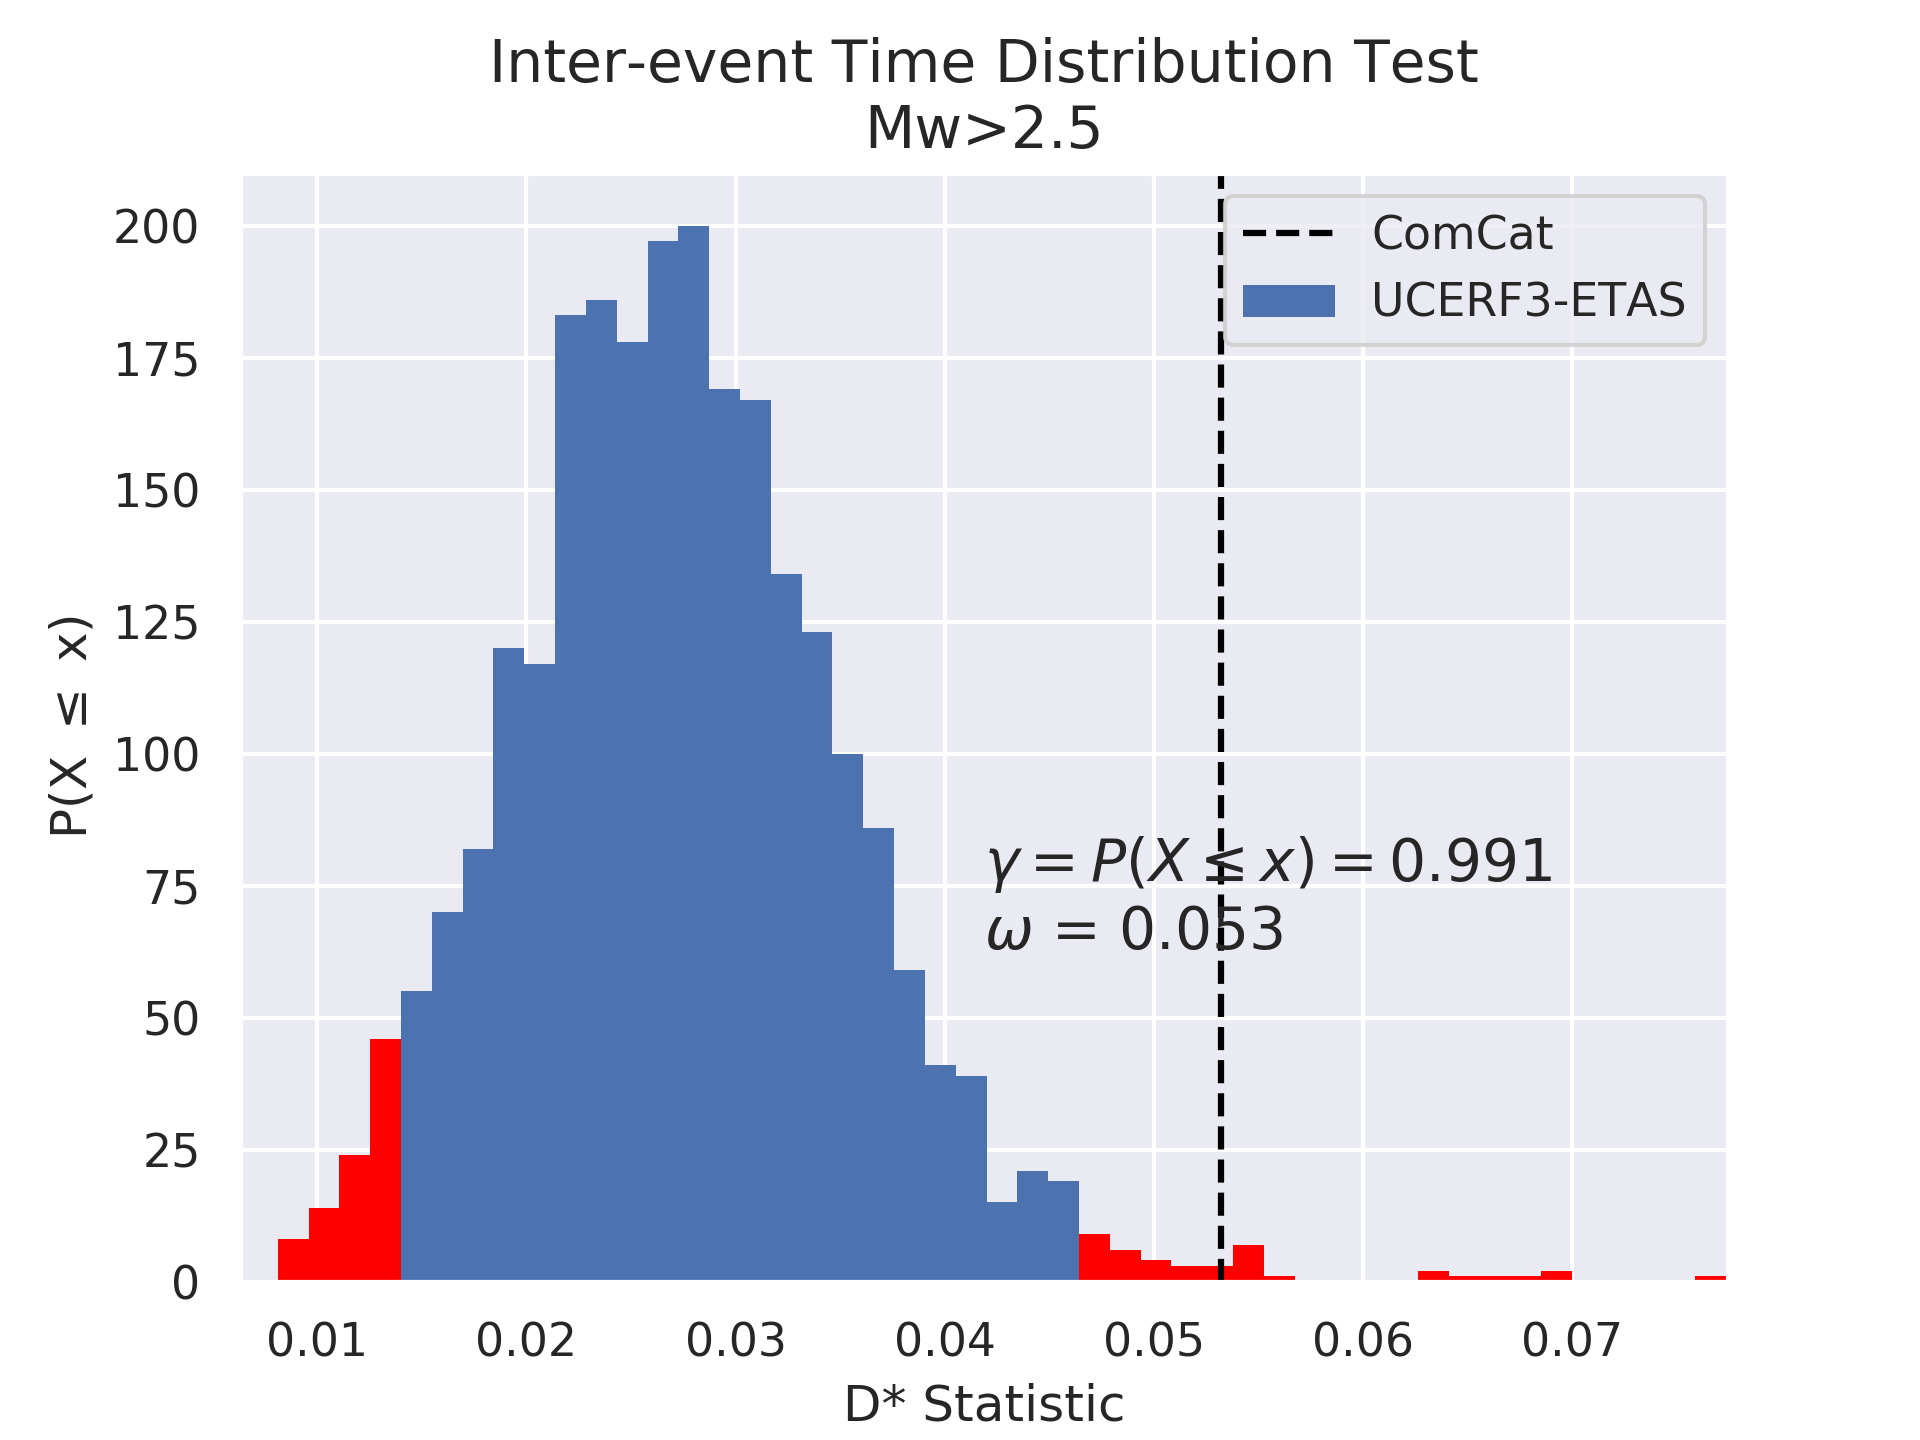 Inter-event Time Distribution Test
Mw>2.5
ComCat
UCERF3-ETAS
200
175
150
125
100
75
50
25
0
P(X ≤ x)
γ = P(X ≤ x) = 0.991
ω = 0.053
0.01 0.02 0.03 0.04 0.05 0.06 0.07
D* Statistic